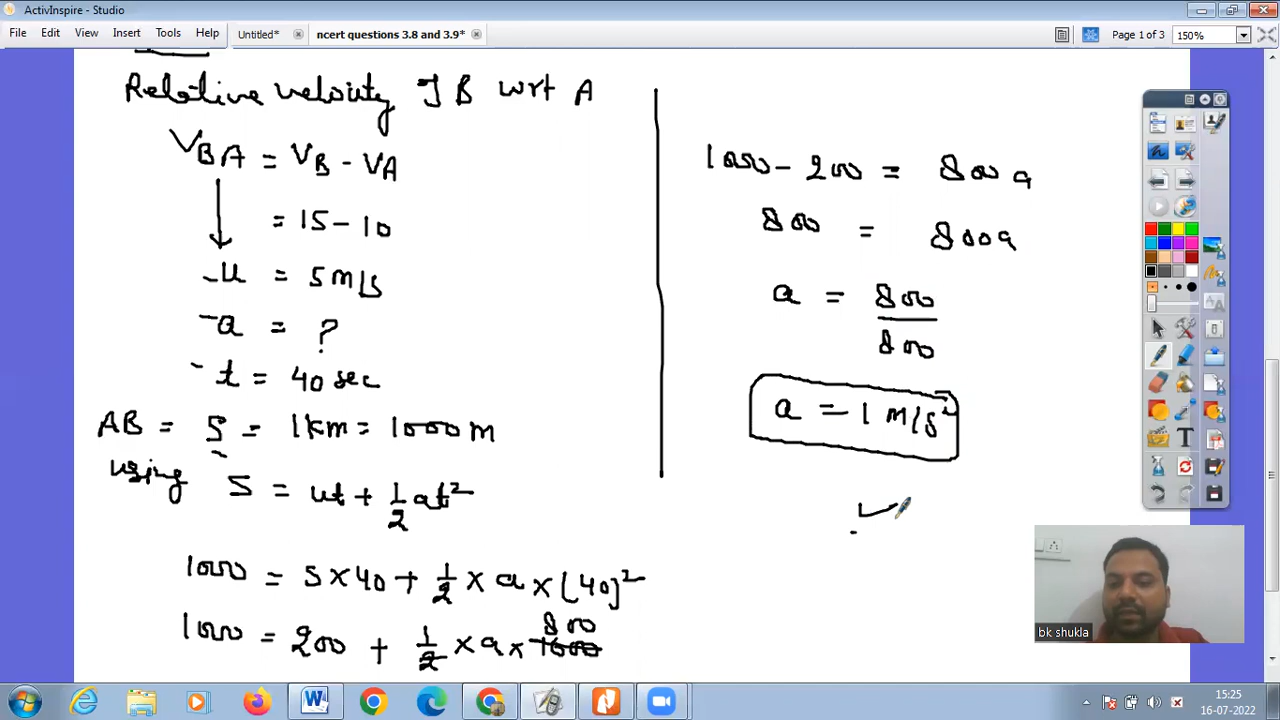 ActivInspire - Studio
File Edit View Insert Tools Help
Untitled*
ncert questions 3.8 and 3.9*
Page 1 of 3
150%
Relative velocity of B wrt A
VBA = VB - VA
= 15 - 10
u = 5 m/s
a = ?
t = 40 sec
AB = S = 1km = 1000 m
using S = ut + 1/2 at²
1000 = 5 × 40 + 1/2 × a × [40]²
1000 = 200 + 1/2 × a × 1600 800
1000 - 200 = 800 a
800 = 800a
a = 800/800
a = 1 m/s²
bk shukla
15:25
16-07-2022